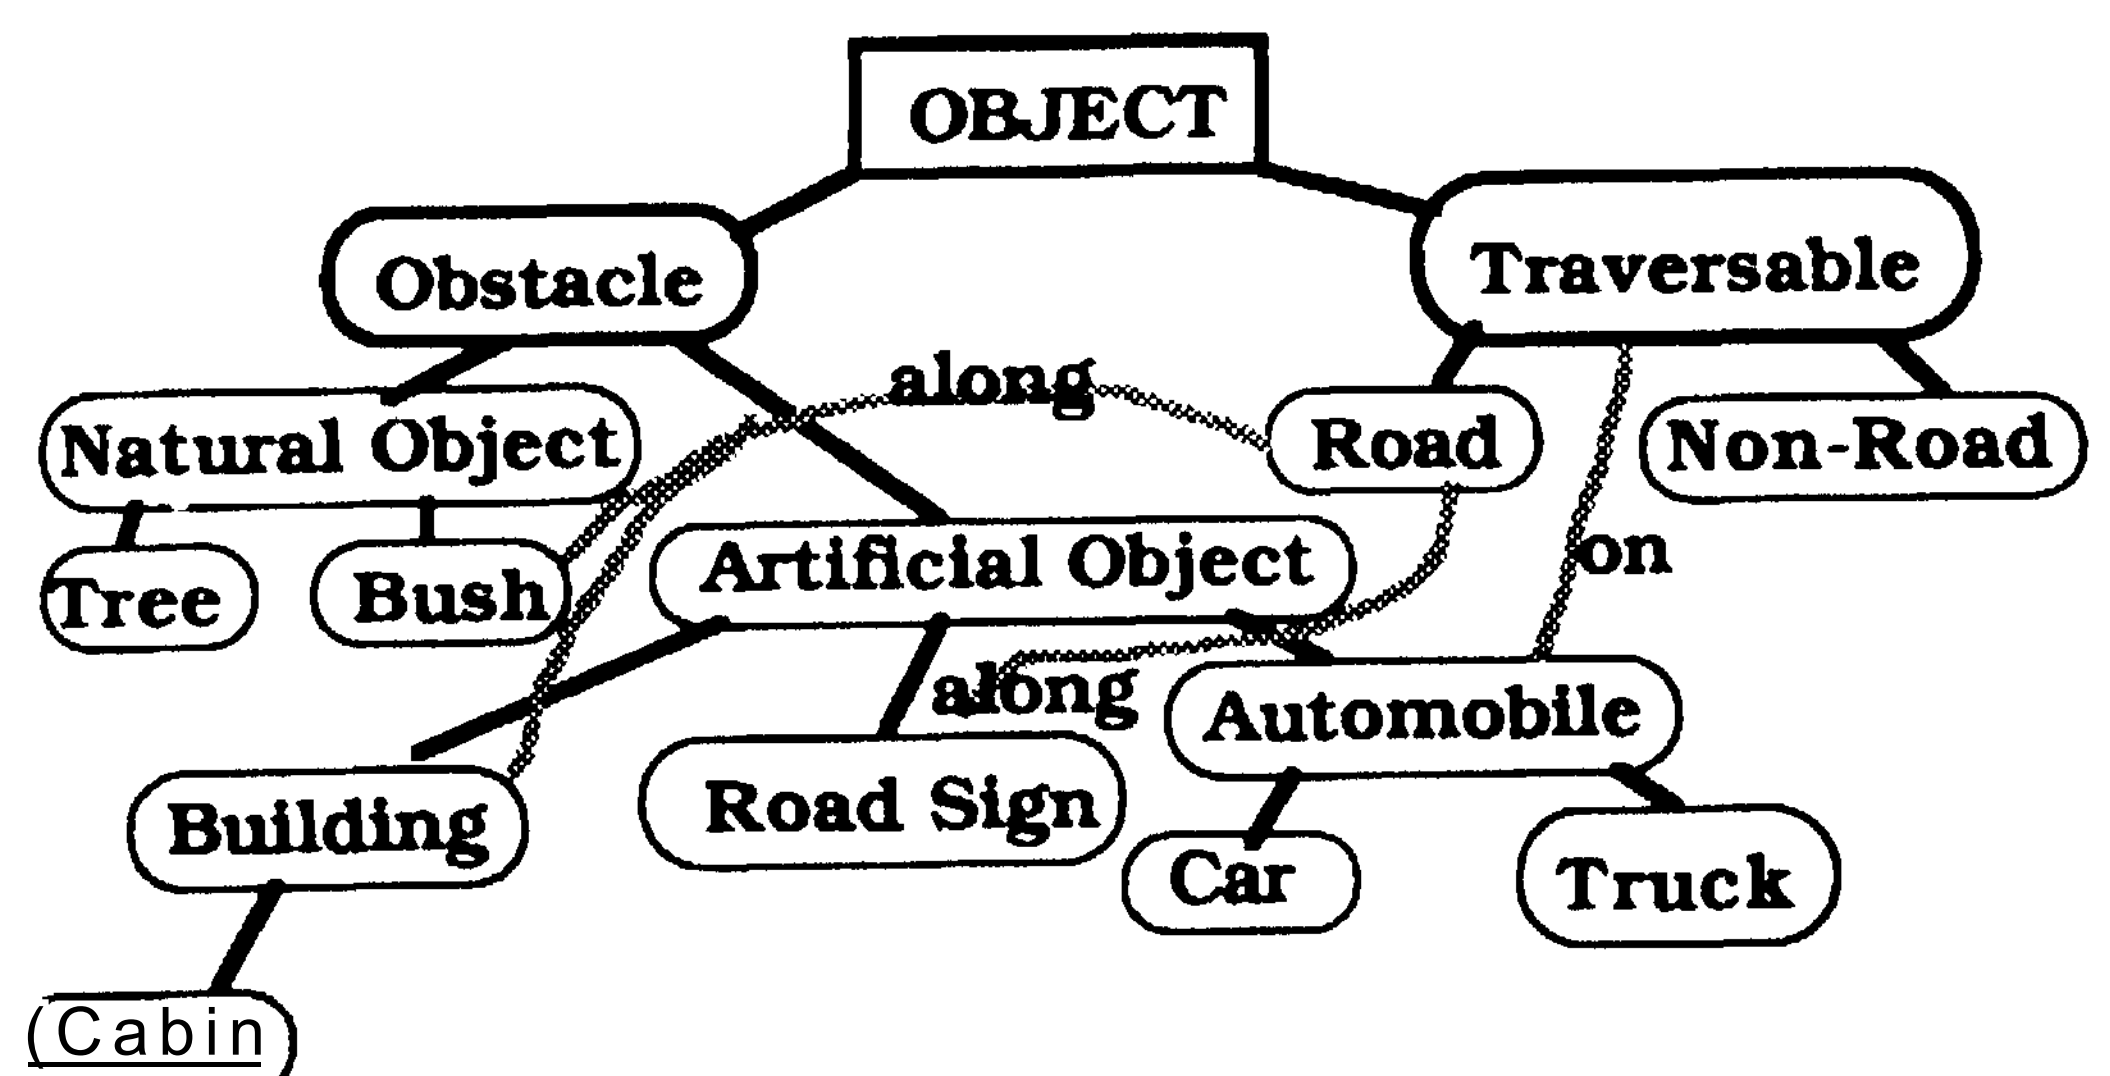 OBJECT
Obstacle
Traversable
along
Natural Object
Road
Non-Road
on
Artificial Object
Tree
Bush
along
Automobile
Building
Road Sign
Car
Truck
(Cabin